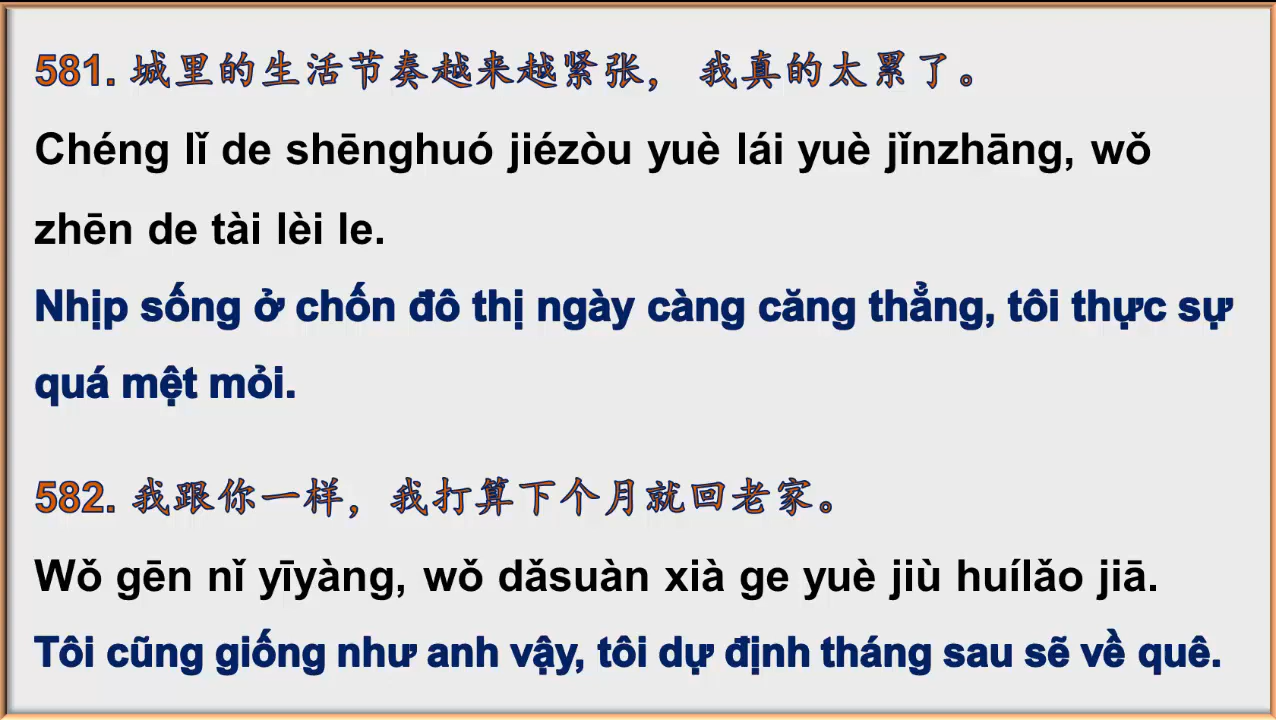 581. 城里的生活节奏越来越紧张， 我真的太累了。
Chéng lǐ de shēnghuó jiézòu yuè lái yuè jǐnzhāng, wǒ
zhēn de tài lèi le.
Nhịp sống ở chốn đô thị ngày càng căng thẳng, tôi thực sự
quá mệt mỏi.
582. 我跟你一样，我打算下个月就回老家。
Wǒ gēn nǐ yīyàng, wǒ dǎsuàn xià ge yuè jiù huílǎo jiā.
Tôi cũng giống như anh vậy, tôi dự định tháng sau sẽ về quê.